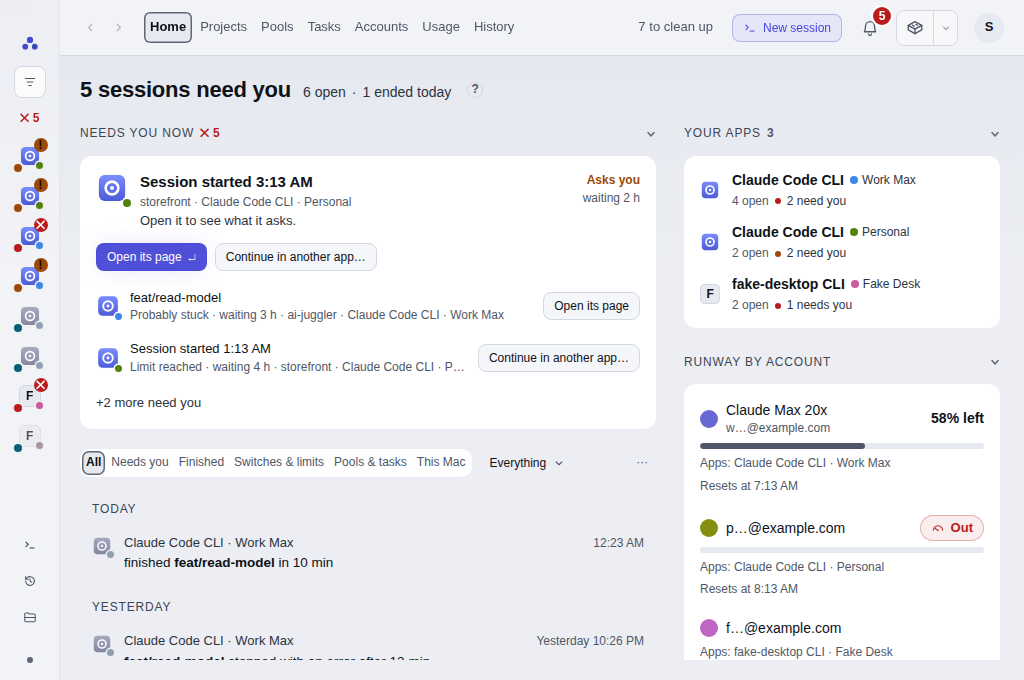 Home Projects Pools Tasks Accounts Usage History 7 to clean up New session 5 S
5
! ! ! F F
5 sessions need you 6 open · 1 ended today ?
NEEDS YOU NOW 5
Session started 3:13 AM Asks you
storefront · Claude Code CLI · Personal waiting 2 h
Open it to see what it asks.
Open its page Continue in another app…
feat/read-model Open its page
Probably stuck · waiting 3 h · ai-juggler · Claude Code CLI · Work Max
Session started 1:13 AM Continue in another app…
Limit reached · waiting 4 h · storefront · Claude Code CLI · P…
+2 more need you
All Needs you Finished Switches & limits Pools & tasks This Mac Everything ···
TODAY
Claude Code CLI · Work Max 12:23 AM
finished feat/read-model in 10 min
YESTERDAY
Claude Code CLI · Work Max Yesterday 10:26 PM
feat/read-model stopped with an error after 12 min
YOUR APPS 3
Claude Code CLI Work Max
4 open 2 need you
Claude Code CLI Personal
2 open 2 need you
F fake-desktop CLI Fake Desk
2 open 1 needs you
RUNWAY BY ACCOUNT
Claude Max 20x 58% left
w…@example.com
Apps: Claude Code CLI · Work Max
Resets at 7:13 AM
p…@example.com Out
Apps: Claude Code CLI · Personal
Resets at 8:13 AM
f…@example.com
Apps: fake-desktop CLI · Fake Desk